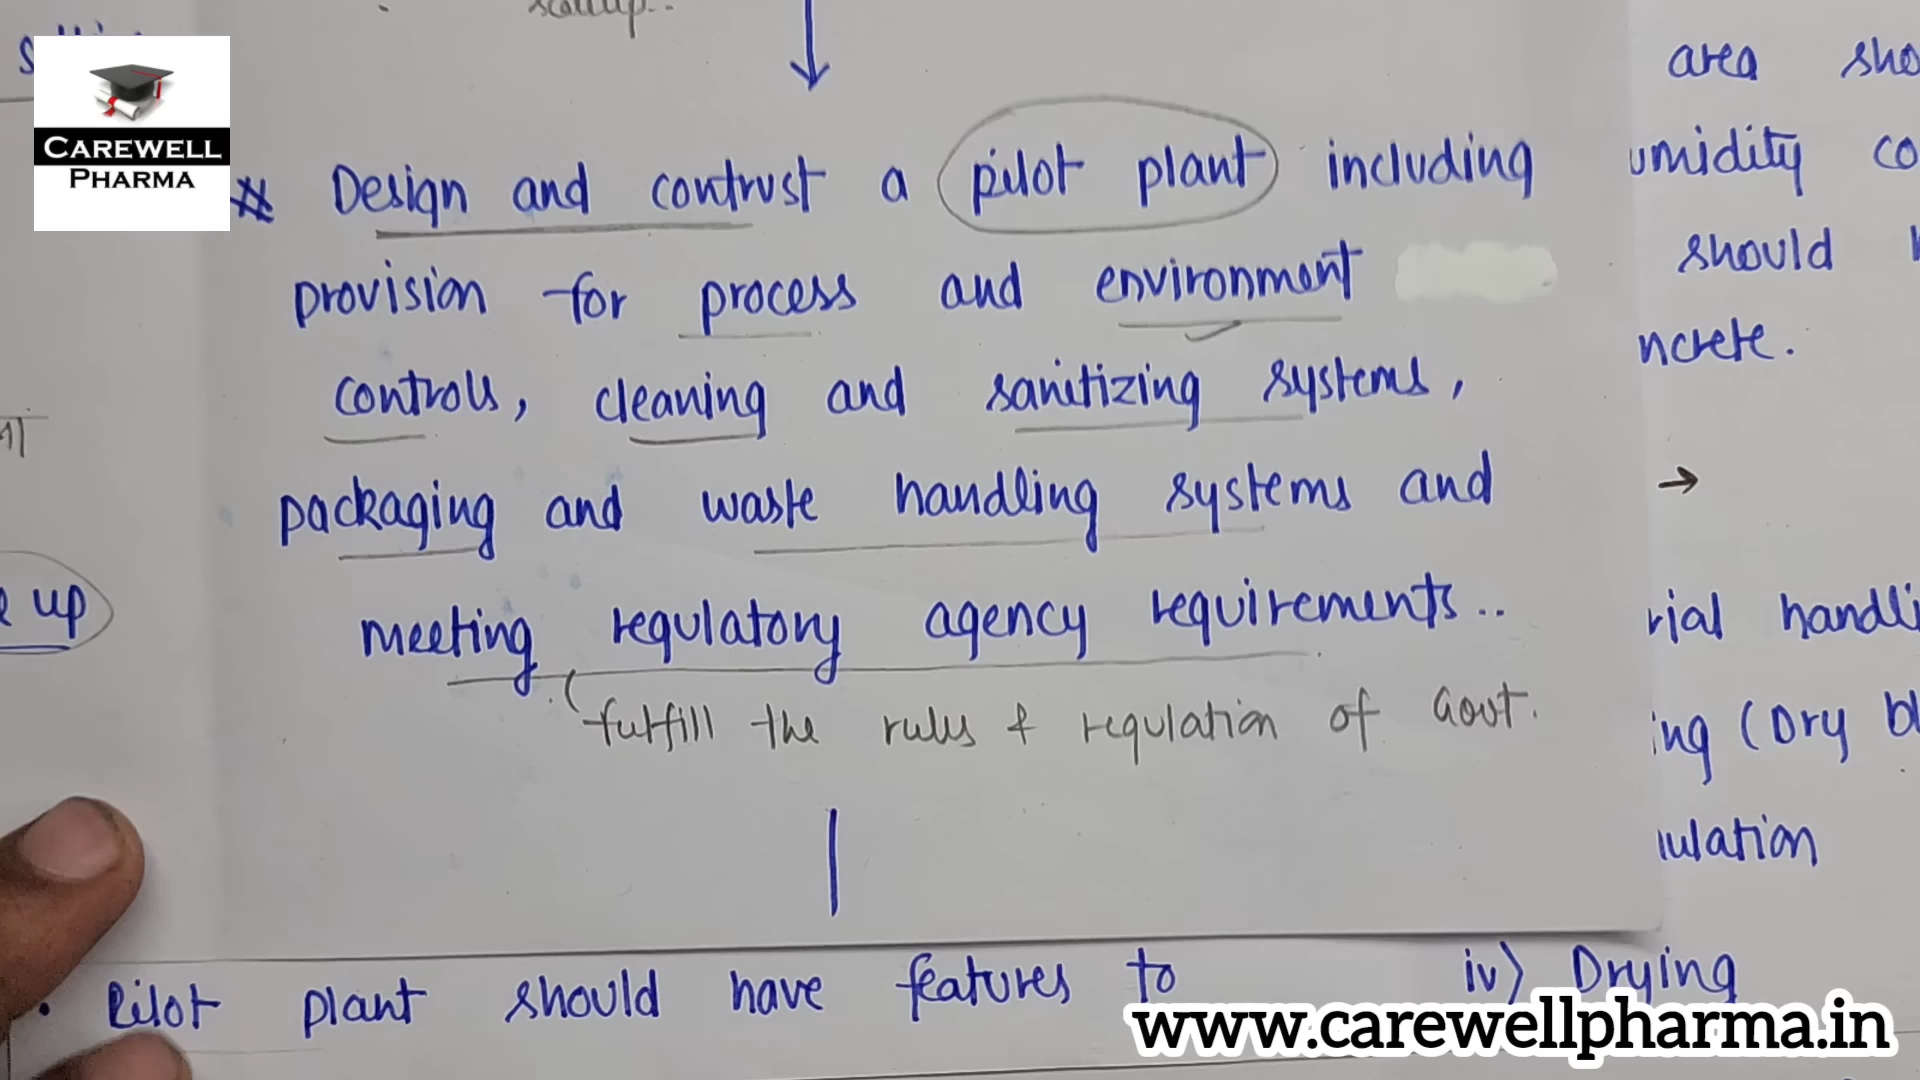 scaleup..
CAREWELL
PHARMA
# Design and contrust a pilot plant including
provision for process and environment
controls, cleaning and sanitizing systems,
packaging and waste handling systems and
meeting regulatory agency requirements..
fulfill the rules & regulation of Govt.
up
• Pilot plant should have features to
area
umidity
should
ncrete.
→
rial
ing (Dry
ulation
iv) Drying
www.carewellpharma.in